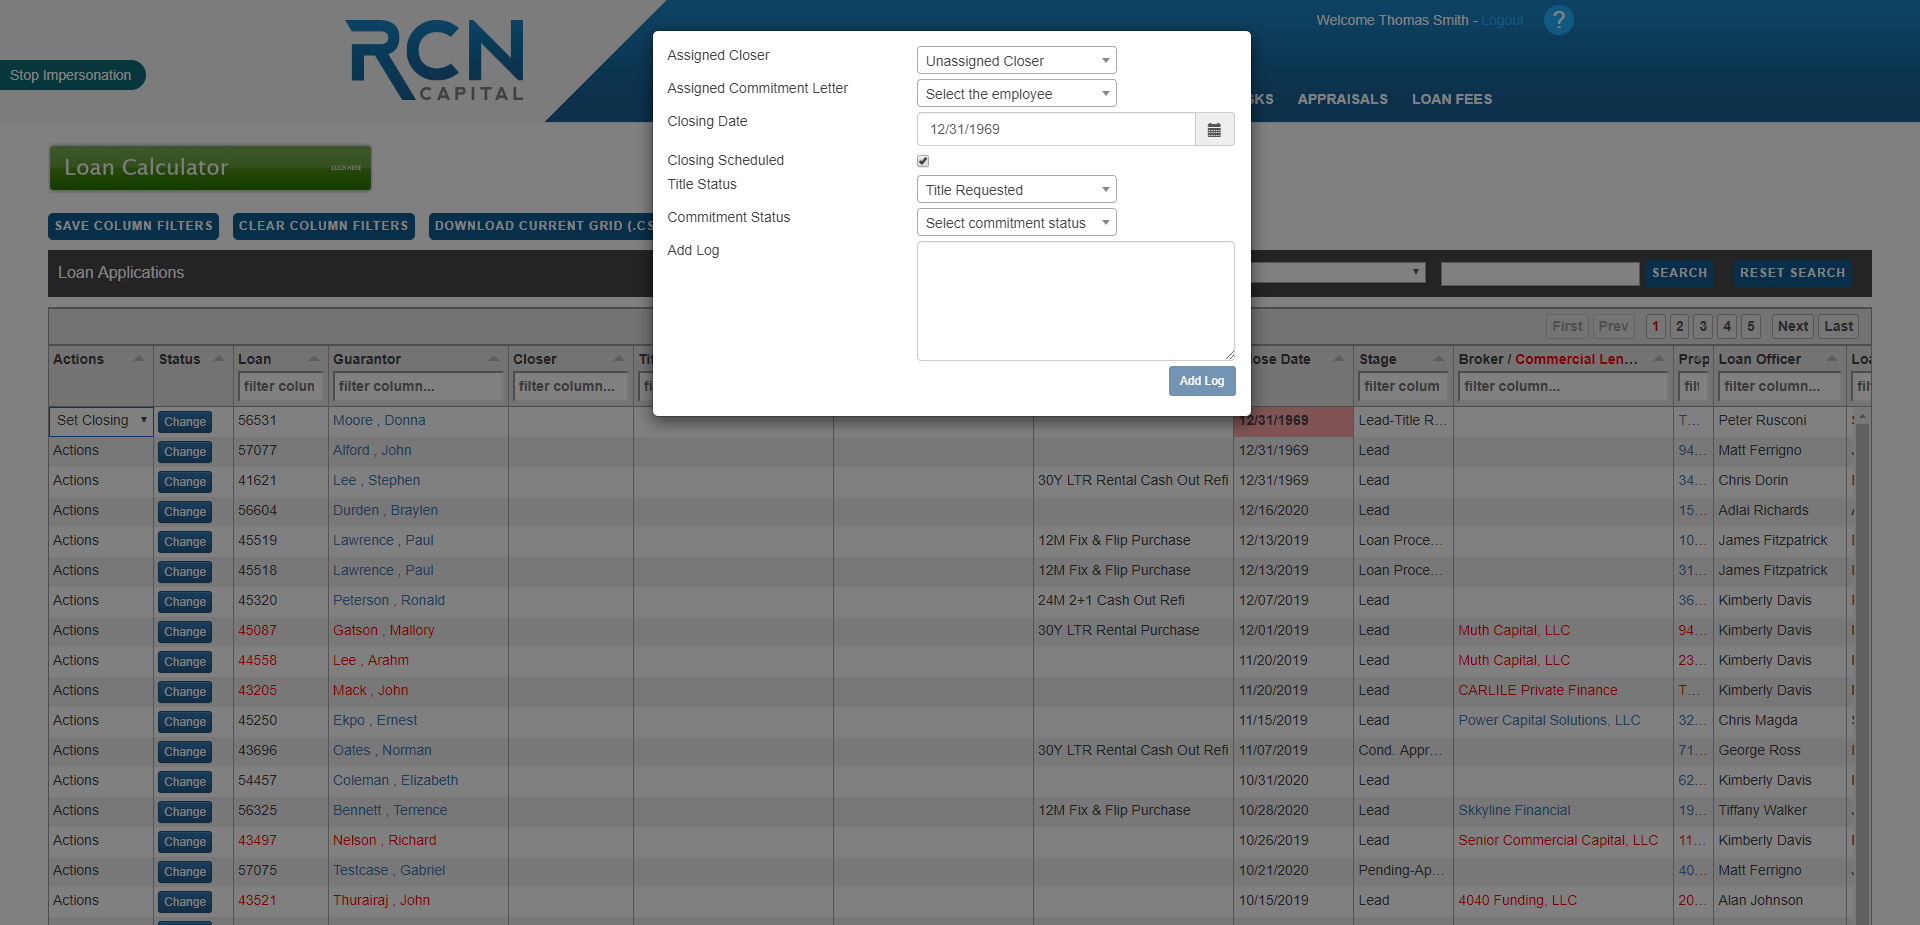 RCN
CAPITAL
Stop Impersonation
Welcome Thomas Smith - Logout
?
APPRAISALS LOAN FEES
Assigned Closer Unassigned Closer
Assigned Commitment Letter Select the employee
Closing Date 12/31/1969
Closing Scheduled
Title Status Title Requested
Commitment Status Select commitment status
Add Log
Add Log
Loan Calculator CLICK HERE
SAVE COLUMN FILTERS CLEAR COLUMN FILTERS DOWNLOAD CURRENT GRID (.CS
Loan Applications SEARCH RESET SEARCH
First Prev 1 2 3 4 5 Next Last
Actions Status Loan Guarantor Closer Close Date Stage Broker / Commercial Len... Prop Loan Officer Loa
filter colun filter column... filter column... filter colum filter column... filt filter column...
Set Closing Change 56531 Moore , Donna 12/31/1969 Lead-Title R... T... Peter Rusconi
Actions Change 57077 Alford , John 12/31/1969 Lead 94... Matt Ferrigno
Actions Change 41621 Lee , Stephen 30Y LTR Rental Cash Out Refi 12/31/1969 Lead 34... Chris Dorin
Actions Change 56604 Durden , Braylen 12/16/2020 Lead 15... Adlai Richards
Actions Change 45519 Lawrence , Paul 12M Fix & Flip Purchase 12/13/2019 Loan Proce... 10... James Fitzpatrick
Actions Change 45518 Lawrence , Paul 12M Fix & Flip Purchase 12/13/2019 Loan Proce... 31... James Fitzpatrick
Actions Change 45320 Peterson , Ronald 24M 2+1 Cash Out Refi 12/07/2019 Lead 36... Kimberly Davis
Actions Change 45087 Gatson , Mallory 30Y LTR Rental Purchase 12/01/2019 Lead Muth Capital, LLC 94... Kimberly Davis
Actions Change 44558 Lee , Arahm 11/20/2019 Lead Muth Capital, LLC 23... Kimberly Davis
Actions Change 43205 Mack , John 11/20/2019 Lead CARLILE Private Finance T... Kimberly Davis
Actions Change 45250 Ekpo , Ernest 11/15/2019 Lead Power Capital Solutions, LLC 32... Chris Magda
Actions Change 43696 Oates , Norman 30Y LTR Rental Cash Out Refi 11/07/2019 Cond. Appr... 71... George Ross
Actions Change 54457 Coleman , Elizabeth 10/31/2020 Lead 62... Kimberly Davis
Actions Change 56325 Bennett , Terrence 12M Fix & Flip Purchase 10/28/2020 Lead Skkyline Financial 19... Tiffany Walker
Actions Change 43497 Nelson , Richard 10/26/2019 Lead Senior Commercial Capital, LLC 11... Kimberly Davis
Actions Change 57075 Testcase , Gabriel 10/21/2020 Pending-Ap... 40... Matt Ferrigno
Actions Change 43521 Thurairaj , John 10/15/2019 Lead 4040 Funding, LLC 20... Alan Johnson